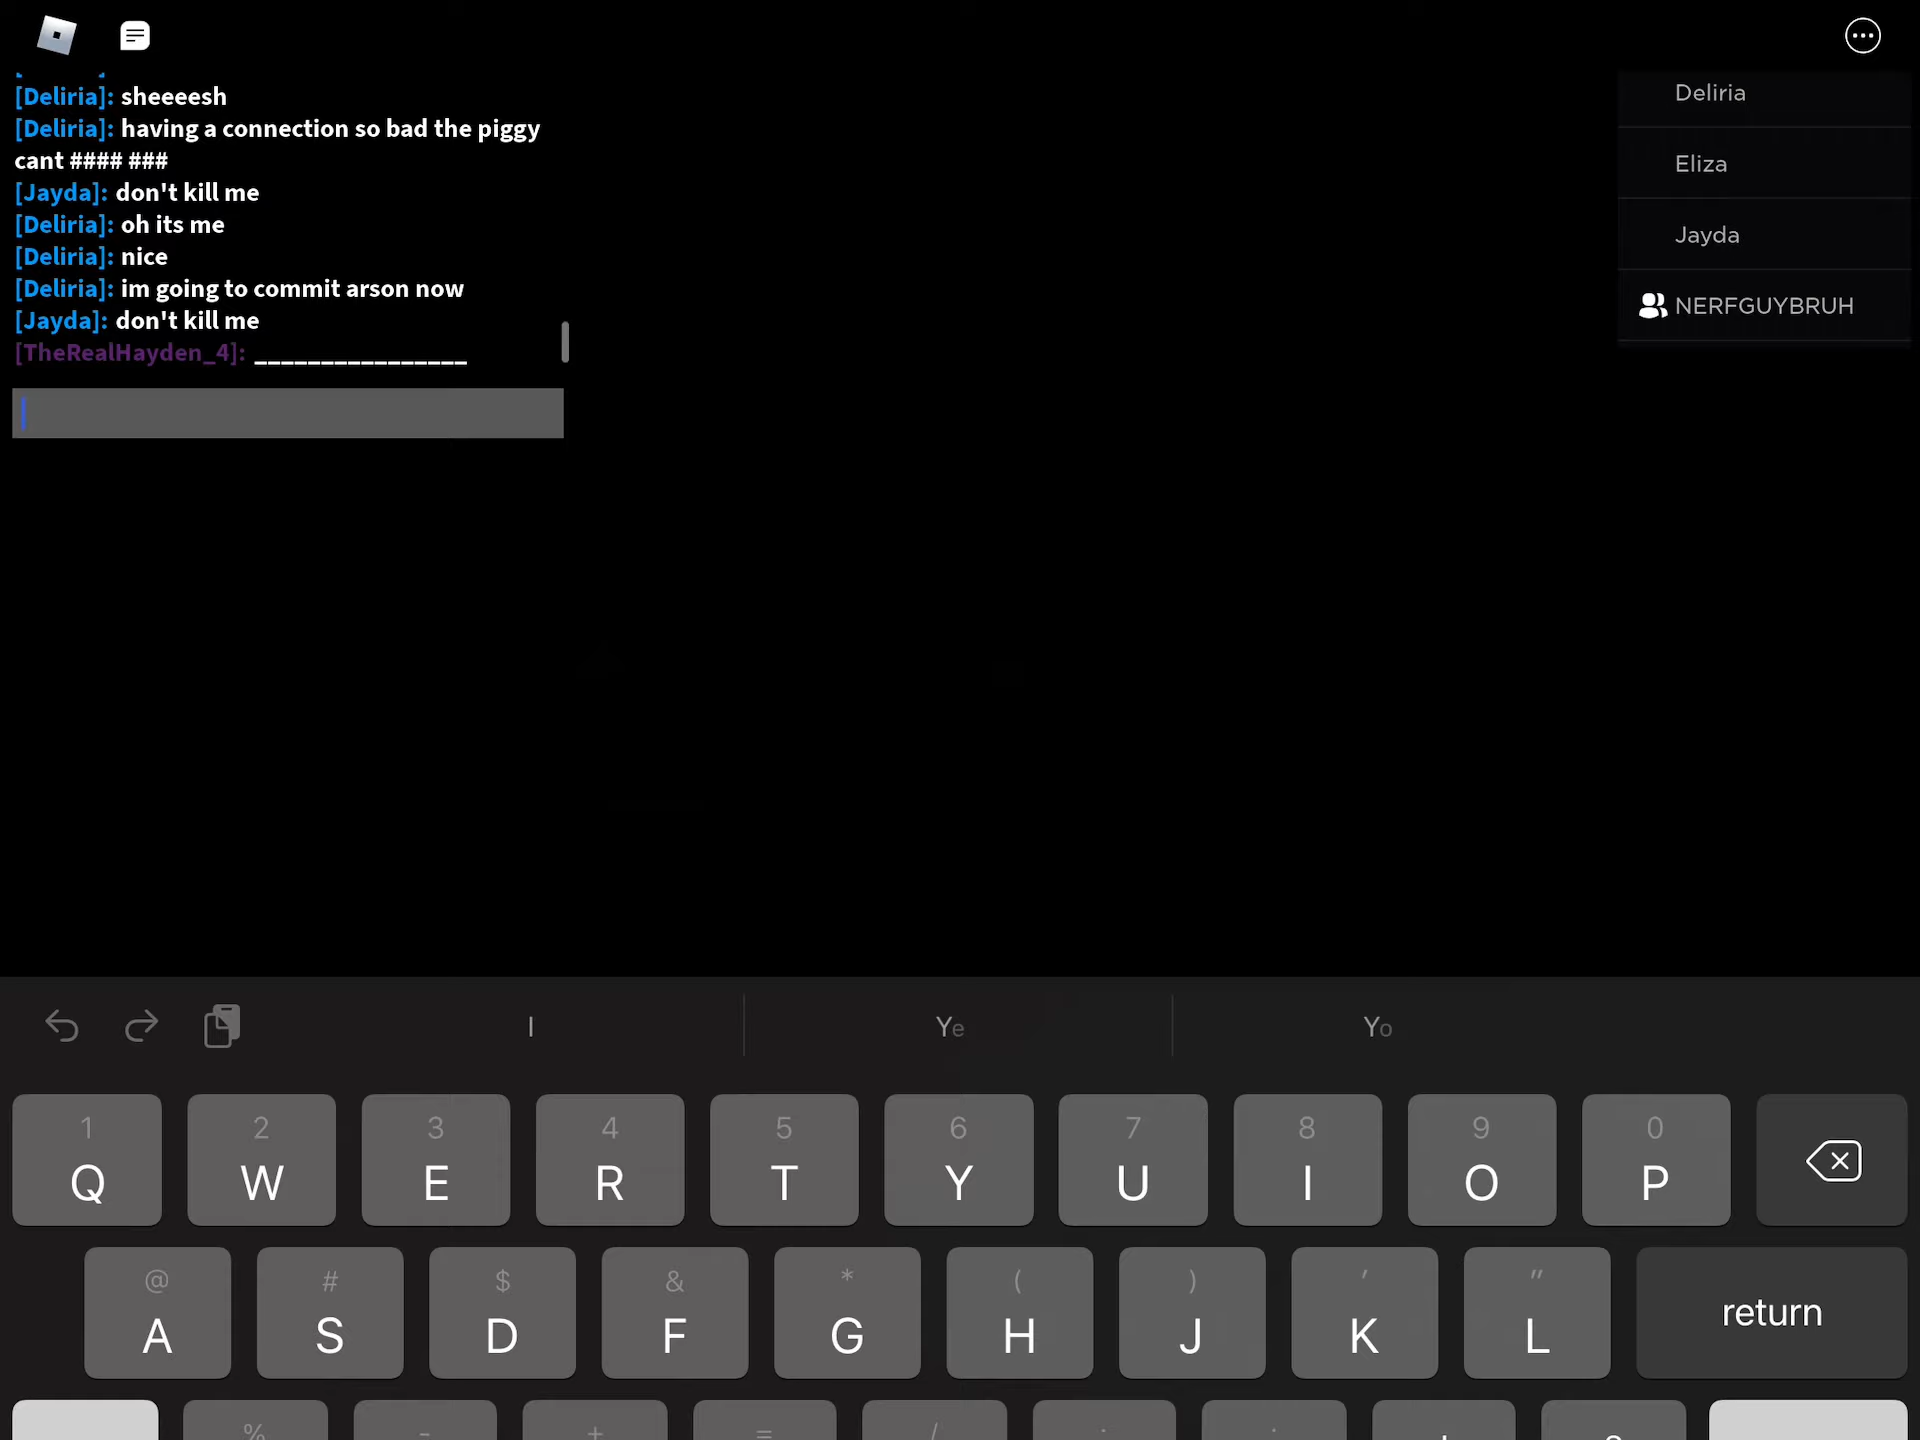 [Deliria]: sheeeesh
[Deliria]: having a connection so bad the piggy
cant #### ###
[Jayda]: don't kill me
[Deliria]: oh its me
[Deliria]: nice
[Deliria]: im going to commit arson now
[Jayda]: don't kill me
[TheRealHayden_4]: ________________
Deliria
Eliza
Jayda
NERFGUYBRUH
I Ye Yo
1 2 3 4 5 6 7 8 9 0
Q W E R T Y U I O P
@ # $ & * ( ) ' "
A S D F G H J K L return
% - + = /